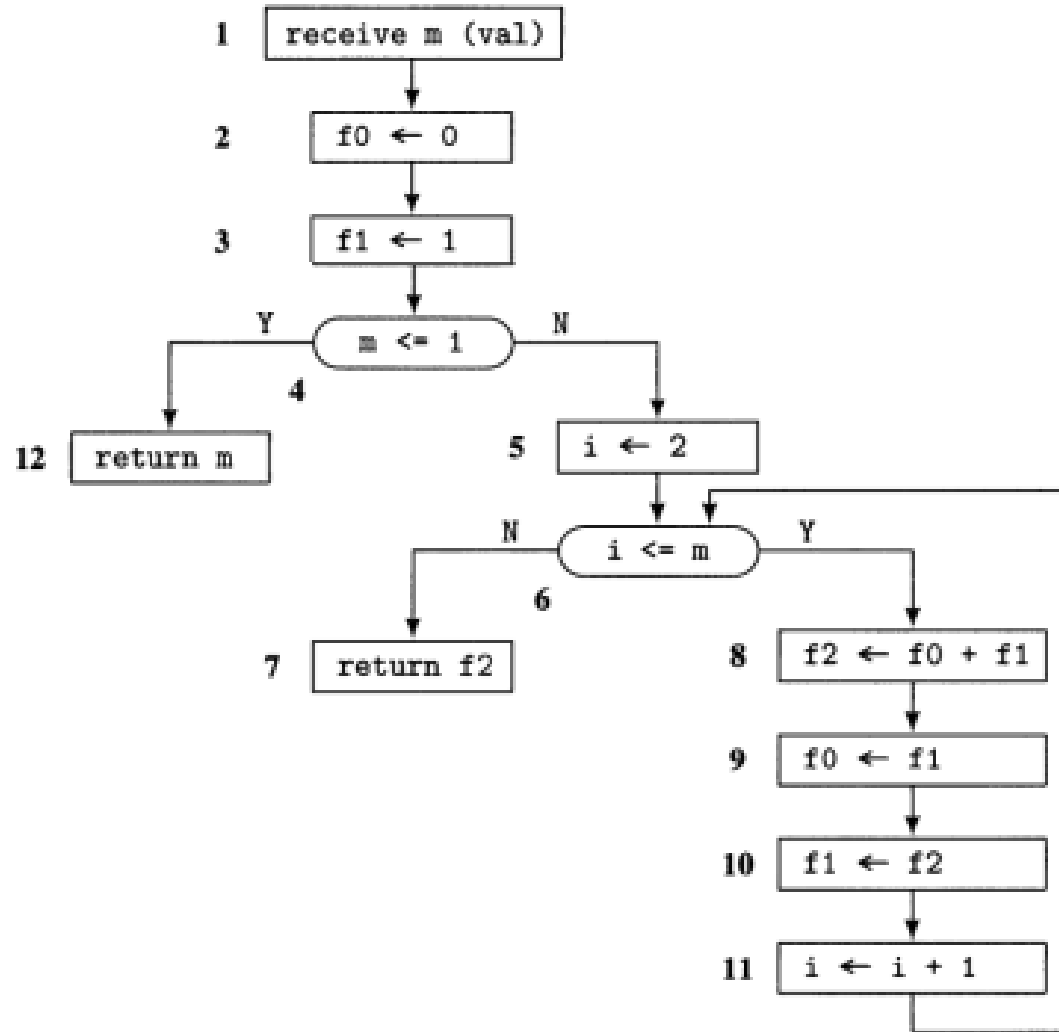 1 receive m (val)
2 f0 ← 0
3 f1 ← 1
Y m <= 1 N
4
12 return m
5 i ← 2
N i <= m Y
6
7 return f2
8 f2 ← f0 + f1
9 f0 ← f1
10 f1 ← f2
11 i ← i + 1